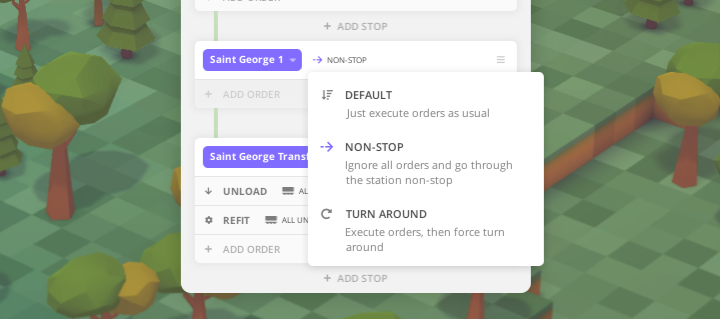 ADD STOP
Saint George 1
NON-STOP
ADD ORDER
DEFAULT
Just execute orders as usual
NON-STOP
Ignore all orders and go through
the station non-stop
TURN AROUND
Execute orders, then force turn
around
Saint George Transf
UNLOAD
AL
REFIT
ALL UN
ADD ORDER
ADD STOP